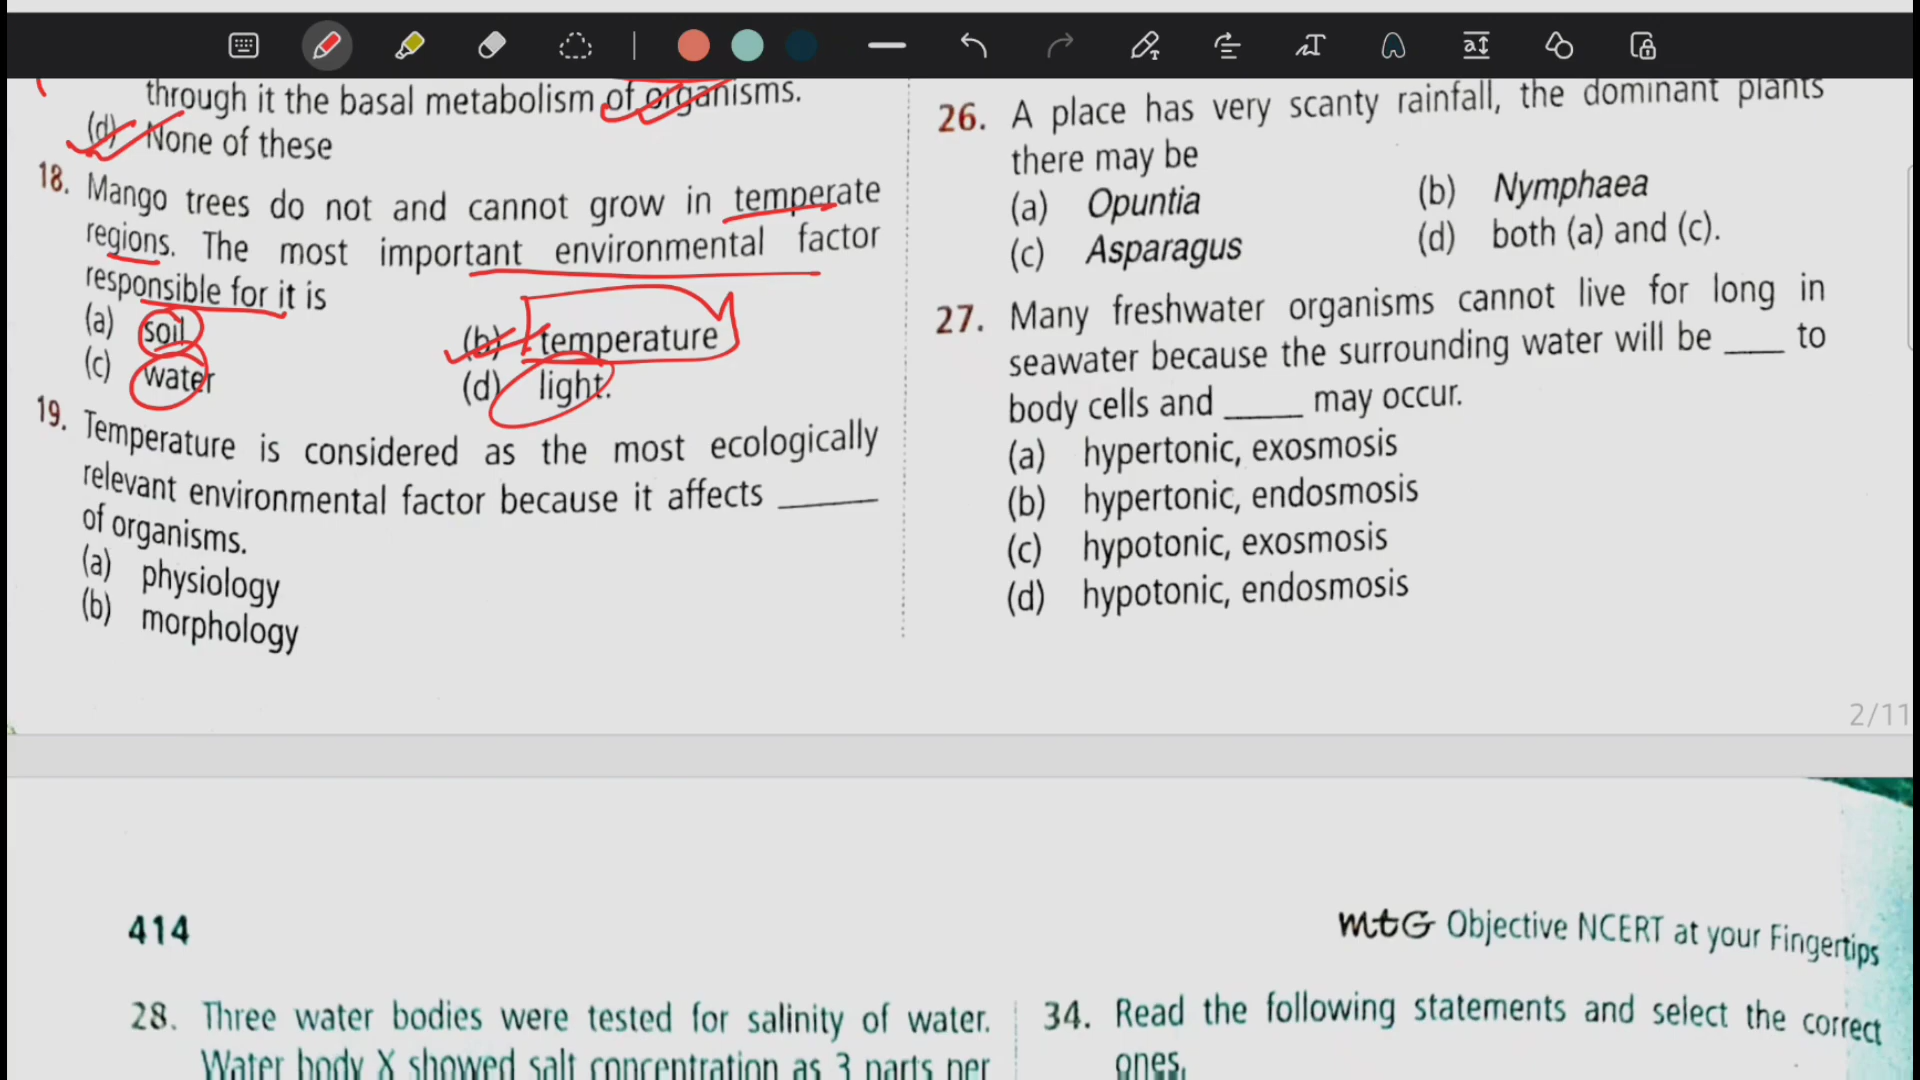 through it the basal metabolism of organisms.
(d) None of these
18. Mango trees do not and cannot grow in temperate
regions. The most important environmental factor
responsible for it is
(a) soil (b) temperature
(c) water (d) light.
19. Temperature is considered as the most ecologically
relevant environmental factor because it affects ______
of organisms.
(a) physiology
(b) morphology
26. A place has very scanty rainfall, the dominant plants
there may be
(a) Opuntia (b) Nymphaea
(c) Asparagus (d) both (a) and (c).
27. Many freshwater organisms cannot live for long in
seawater because the surrounding water will be ____ to
body cells and _____ may occur.
(a) hypertonic, exosmosis
(b) hypertonic, endosmosis
(c) hypotonic, exosmosis
(d) hypotonic, endosmosis
2/11
414
mtG Objective NCERT at your Fingertips
28. Three water bodies were tested for salinity of water.
Water body X showed salt concentration as 3 parts per
34. Read the following statements and select the correct
ones.